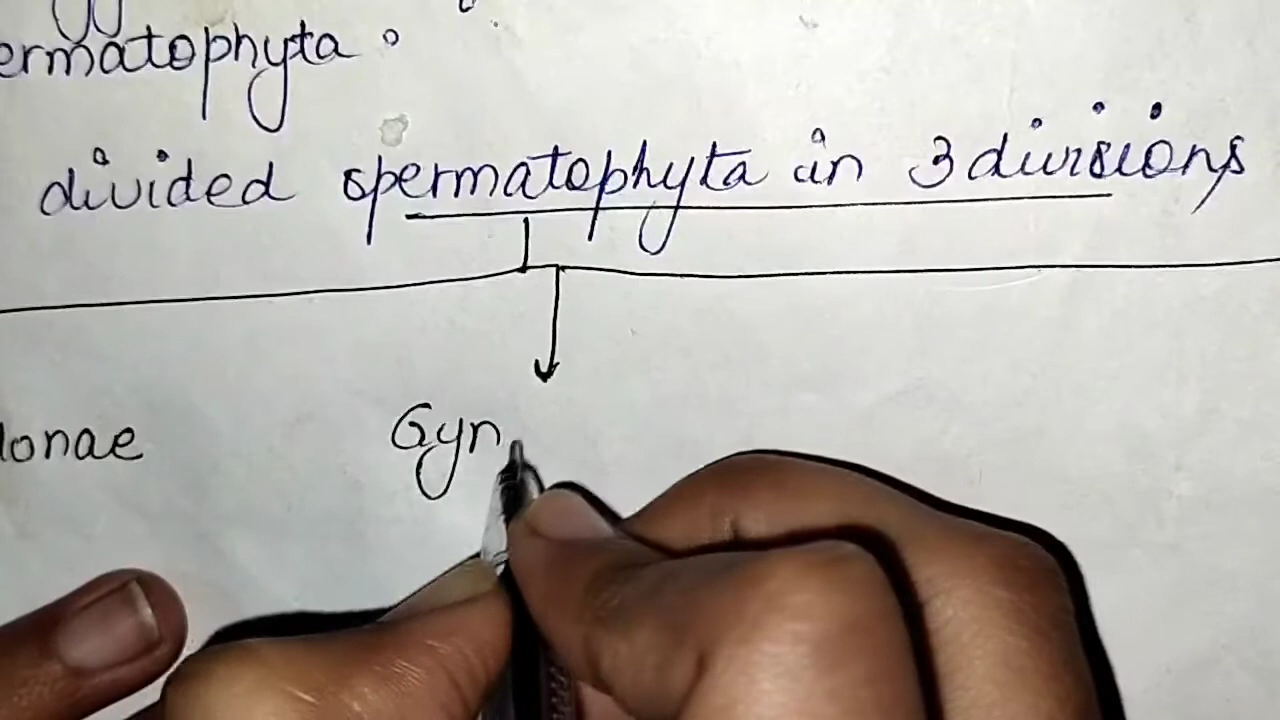 ermatophyta.
divided spermatophyta in 3 divisions
lonae Gyn